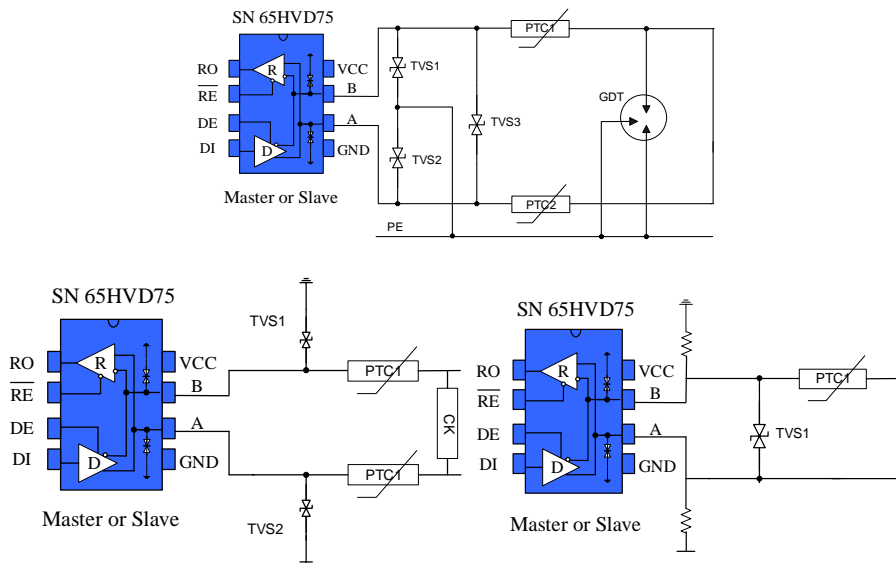 SN 65HVD75
RO
R
VCC
RE
B
DE
A
DI
D
GND
Master or Slave
TVS1
TVS2
TVS3
PTC1
PTC2
GDT
PE
SN 65HVD75
RO
R
VCC
RE
B
DE
A
DI
D
GND
Master or Slave
TVS1
TVS2
PTC1
PTC1
CK
SN 65HVD75
RO
R
VCC
RE
B
DE
A
DI
D
GND
Master or Slave
TVS1
PTC1